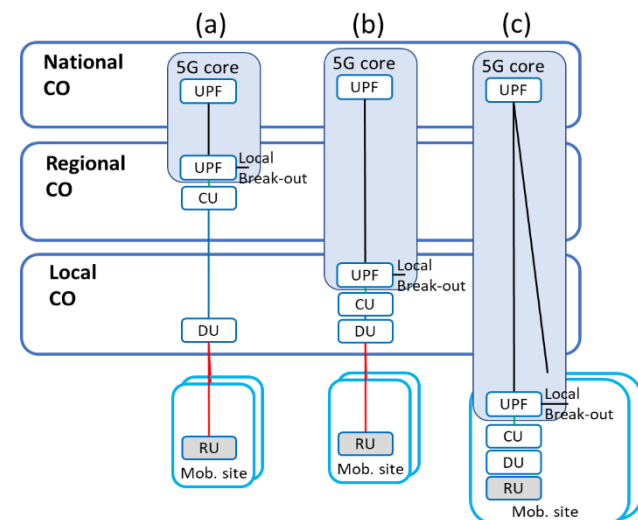 (a)
(b)
(c)
National
CO
5G core
5G core
5G core
UPF
UPF
UPF
Regional
CO
UPF
Local
Break-out
CU
Local
CO
UPF
Local
Break-out
CU
DU
DU
UPF
Local
Break-out
CU
RU
RU
DU
Mob. site
Mob. site
RU
Mob. site